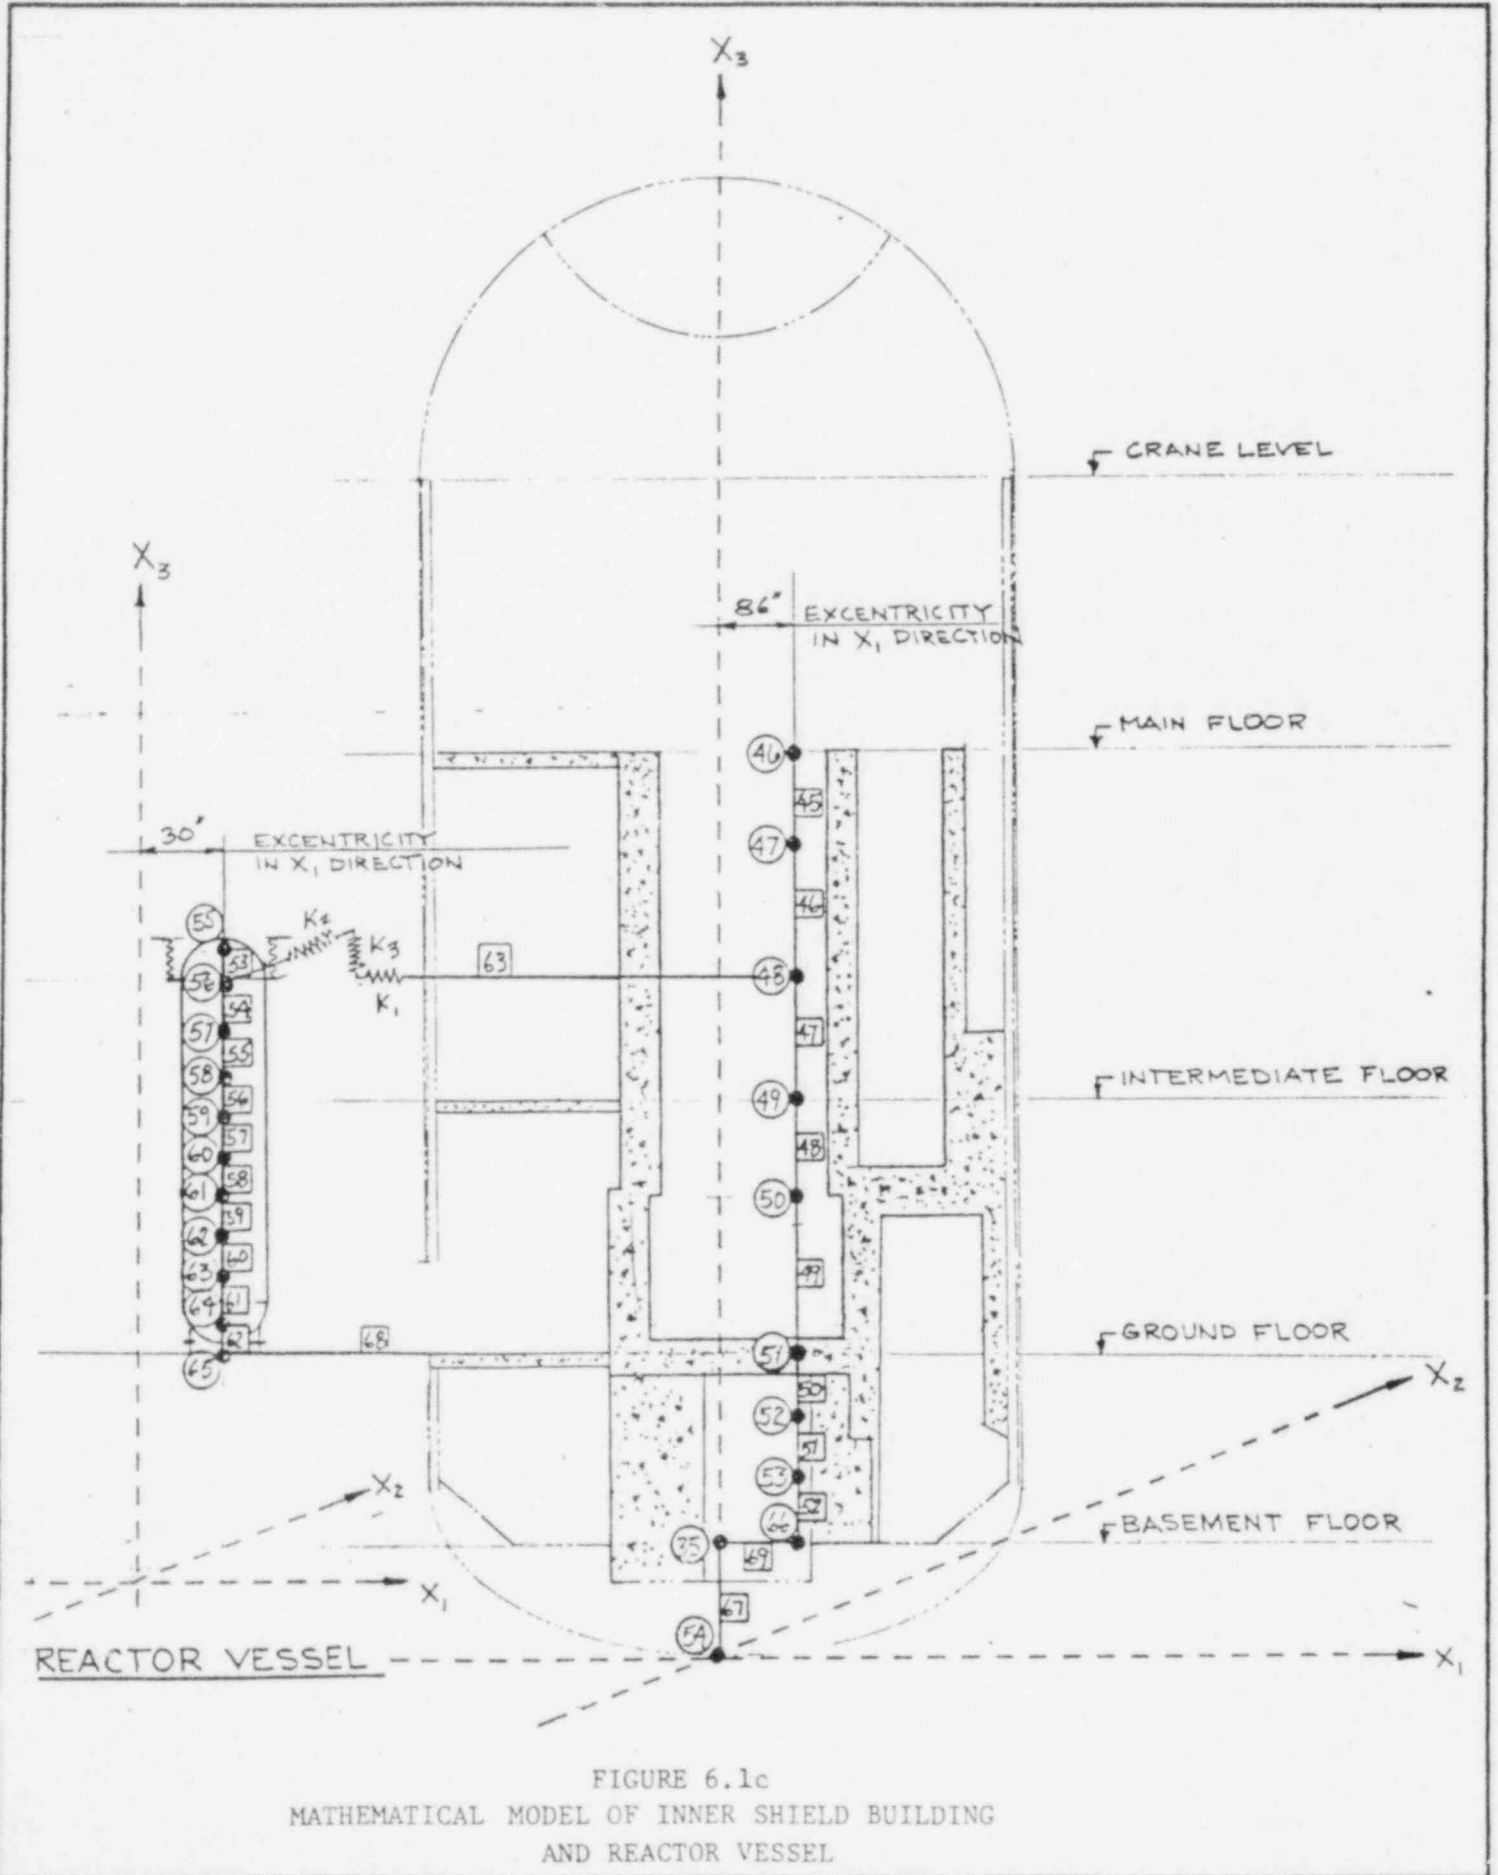 X3
CRANE LEVEL
X3
86"
EXCENTRICITY
IN X1 DIRECTION
MAIN FLOOR
46
45
30"
EXCENTRICITY
IN X1 DIRECTION
47
46
55
K2
K3
53
63
48
56
K1
54
57
47
55
58
INTERMEDIATE FLOOR
56
49
59
57
48
60
58
61
50
59
62
60
63
49
61
64
GROUND FLOOR
62
68
51
65
X2
50
52
51
53
X2
52
66
BASEMENT FLOOR
35
69
X1
67
54
REACTOR VESSEL
X1
FIGURE 6.1c
MATHEMATICAL MODEL OF INNER SHIELD BUILDING
AND REACTOR VESSEL